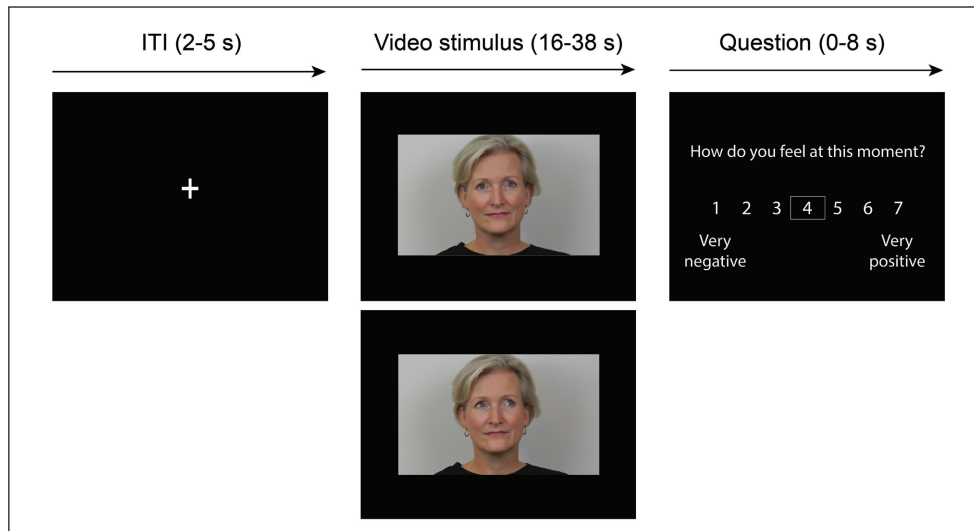 ITI (2-5 s)
Video stimulus (16-38 s)
Question (0-8 s)
+
How do you feel at this moment?
1 2 3 4 5 6 7
Very negative
Very positive